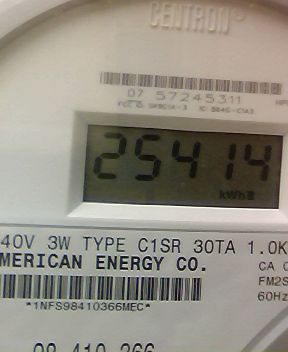 CENTRON
07 57245311
25414
kWh
40V 3W TYPE C1SR 30TA 1.0K
MERICAN ENERGY CO.
CA 0
FM2S
60Hz
*1NFS98410366MEC*